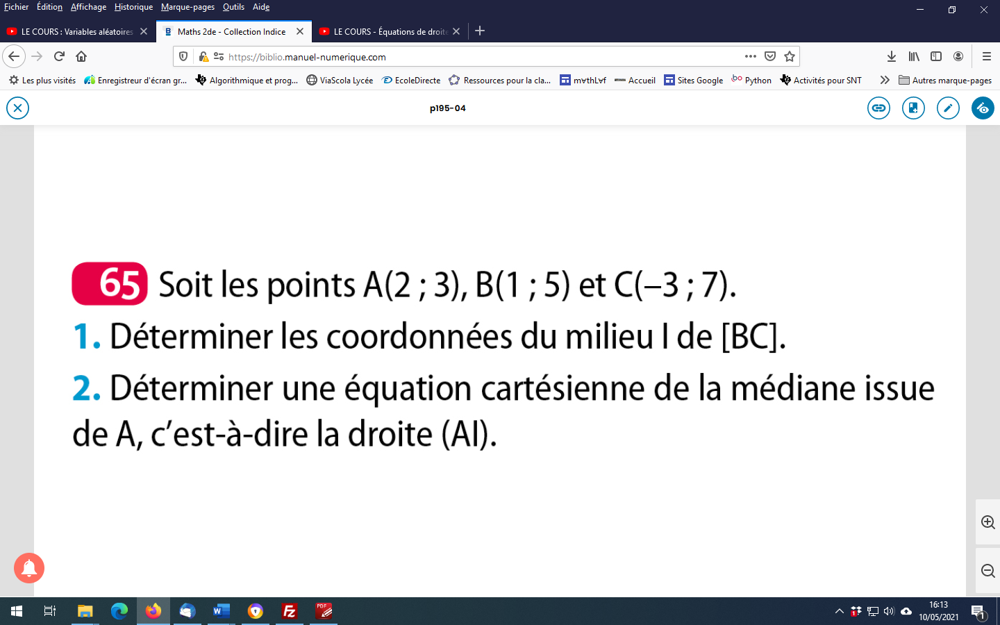 Fichier Édition Affichage Historique Marque-pages Outils Aide
LE COURS : Variables aléatoires Maths 2de - Collection Indice LE COURS - Équations de droite
https://biblio.manuel-numerique.com
Les plus visités Enregistreur d'écran gr... Algorithmique et prog... ViaScola Lycée EcoleDirecte Ressources pour la cla... m∀thL∀f Accueil Sites Google Python Activités pour SNT Autres marque-pages
p195-04
65 Soit les points A(2 ; 3), B(1 ; 5) et C(–3 ; 7).
1. Déterminer les coordonnées du milieu I de [BC].
2. Déterminer une équation cartésienne de la médiane issue
de A, c’est-à-dire la droite (AI).
16:13
10/05/2021
1